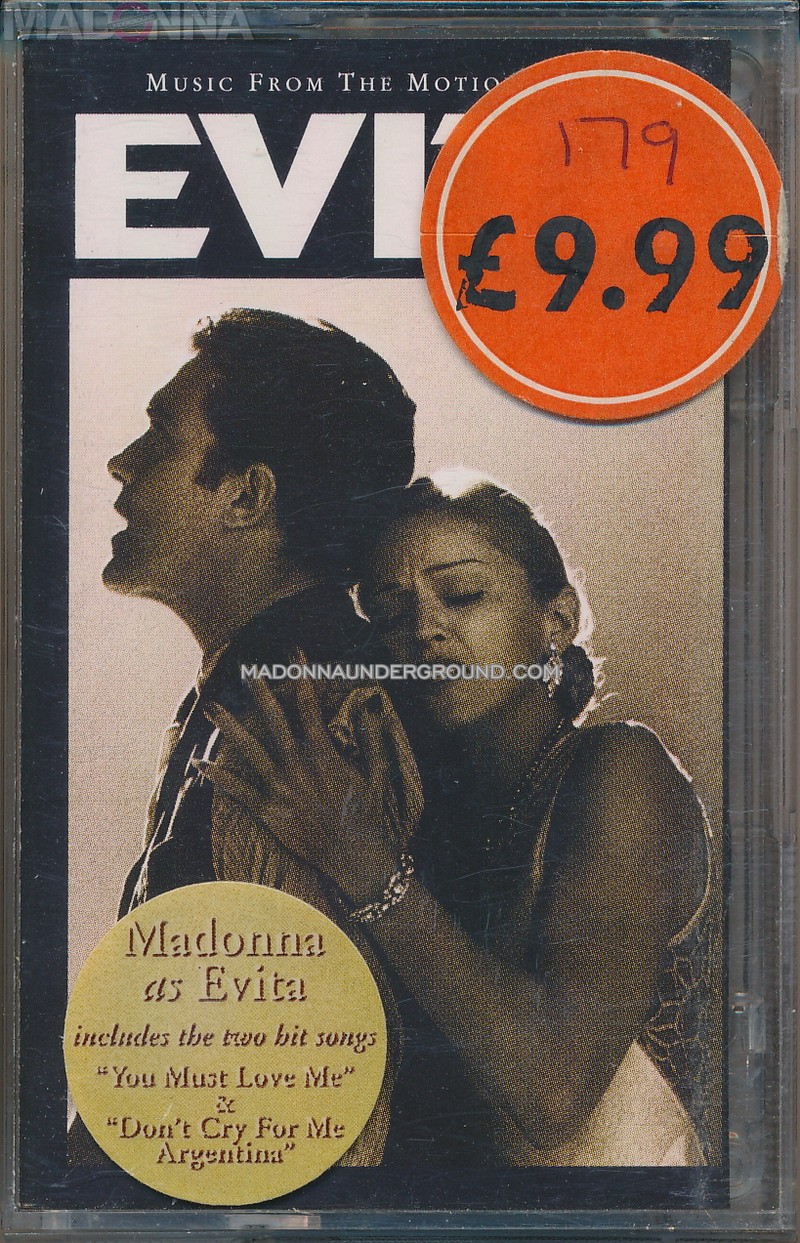 MADONNA
MUSIC FROM THE MOTIO
EVIT
179
£9.99
MADONNAUNDERGROUND.COM
Madonna
as Evita
includes the two hit songs
"You Must Love Me"
&
"Don't Cry For Me
Argentina"